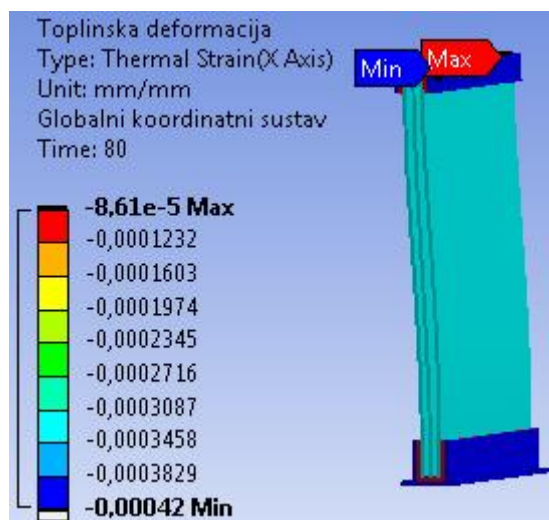 Toplinska deformacija
Type: Thermal Strain(X Axis)
Unit: mm/mm
Globalni koordinatni sustav
Time: 80
Min
Max
-8,61e-5 Max
-0,0001232
-0,0001603
-0,0001974
-0,0002345
-0,0002716
-0,0003087
-0,0003458
-0,0003829
-0,00042 Min